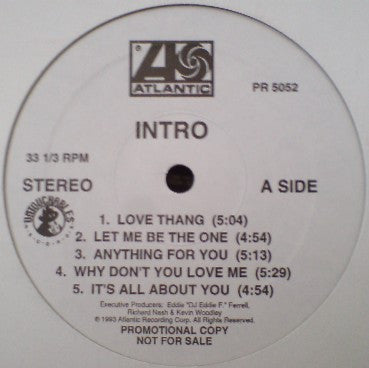 ATLANTIC
PR 5052
INTRO
33 1/3 RPM
STEREO
A SIDE
UNTOUCHABLES
1. LOVE THANG (5:04)
2. LET ME BE THE ONE (4:54)
3. ANYTHING FOR YOU (5:13)
4. WHY DON'T YOU LOVE ME (5:29)
5. IT'S ALL ABOUT YOU (4:54)
Executive Producers: Eddie "DJ Eddie F." Ferrell,
Richard Nash & Kevin Woodley
© 1993 Atlantic Recording Corp. All Rights Reserved.
PROMOTIONAL COPY
NOT FOR SALE